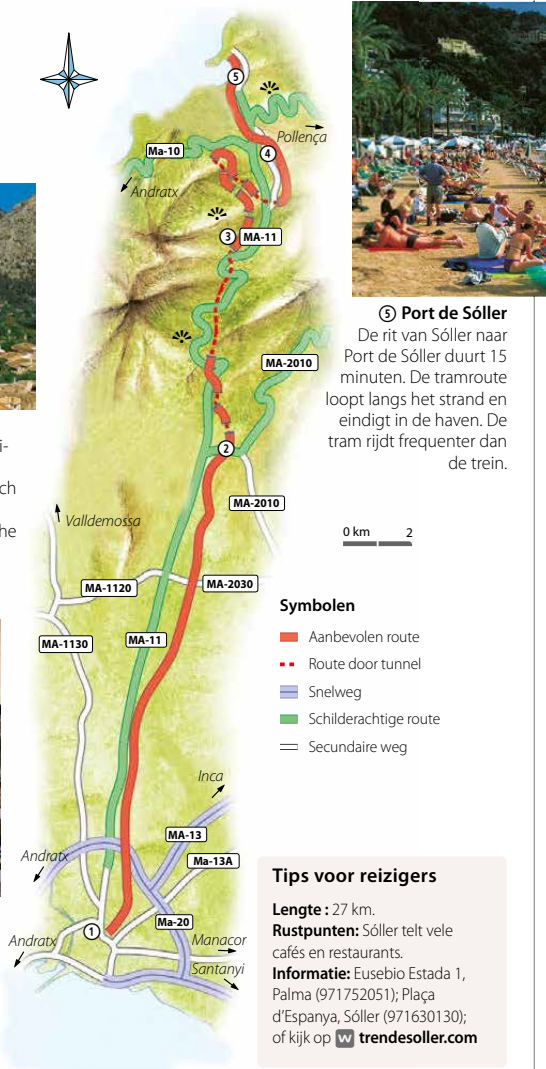 5
Pollença
4
Ma-10
Andratx
3
MA-11
⑤ Port de Sóller
De rit van Sóller naar
Port de Sóller duurt 15
minuten. De tramroute
loopt langs het strand en
eindigt in de haven. De
tram rijdt frequenter dan
de trein.
MA-2010
2
i-
ch
he
MA-2010
Valldemossa
0 km 2
MA-1120
MA-2030
MA-1130
MA-11
Symbolen
Aanbevolen route
Route door tunnel
Snelweg
Schilderachtige route
Secundaire weg
Inca
MA-13
Andratx
Ma-13A
Ma-20
1
Andratx
Manacor
Santanyi
Tips voor reizigers
Lengte : 27 km.
Rustpunten: Sóller telt vele
cafés en restaurants.
Informatie: Eusebio Estada 1,
Palma (971752051); Plaça
d'Espanya, Sóller (971630130);
of kijk op w trendesoller.com